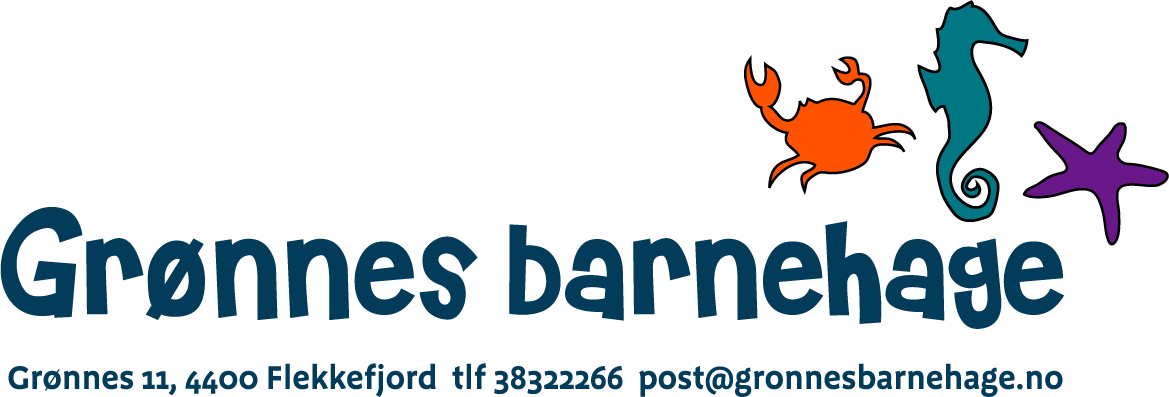 Grønnes barnehage
Grønnes 11, 4400 Flekkefjord tlf 38322266 post@gronnesbarnehage.no